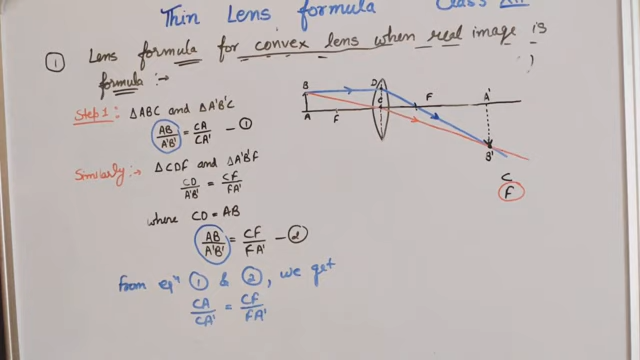 Thin Lens formula Class XII
① Lens formula for convex lens when real image is
formula :→
Step 1 : ΔABC and ΔA'B'C
AB/A'B' = CA/CA' — ①
Similarly :→ ΔCDF and ΔA'B'F
CD/A'B' = CF/FA'
where CD = AB
AB/A'B' = CF/FA' — ②
from eqⁿ ① & ②, we get
CA/CA' = CF/FA'
B D
C F A'
A F
B'
C
F